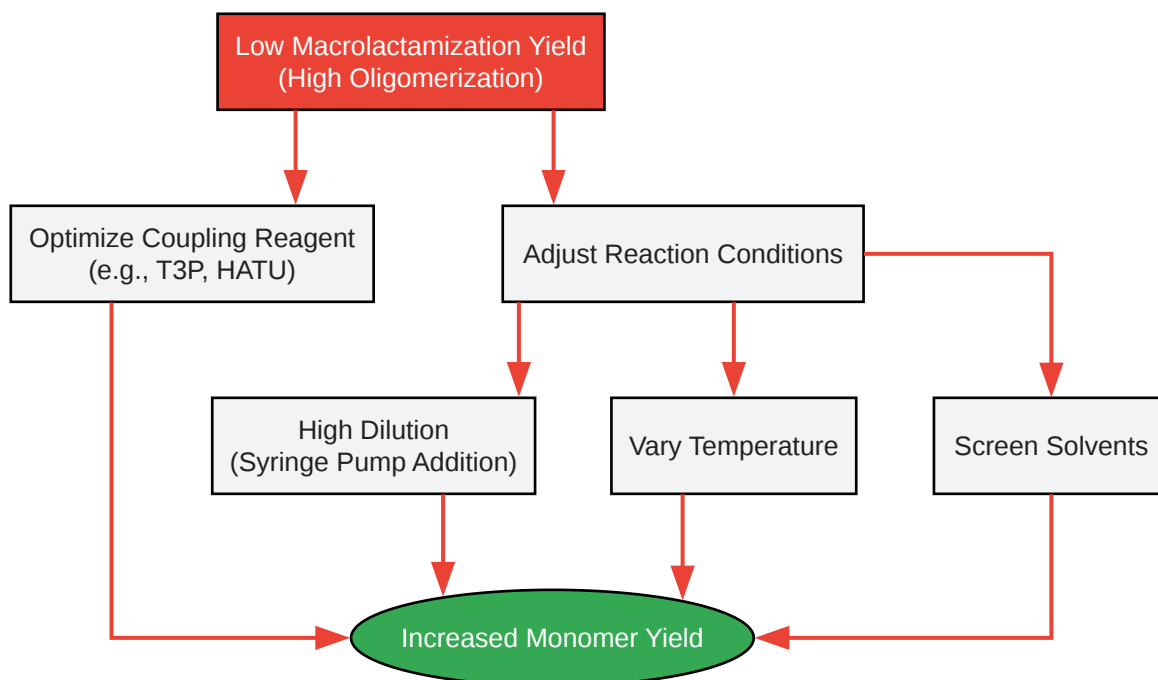 Low Macrolactamization Yield
(High Oligomerization)
Optimize Coupling Reagent
(e.g., T3P, HATU)
Adjust Reaction Conditions
High Dilution
(Syringe Pump Addition)
Vary Temperature
Screen Solvents
Increased Monomer Yield